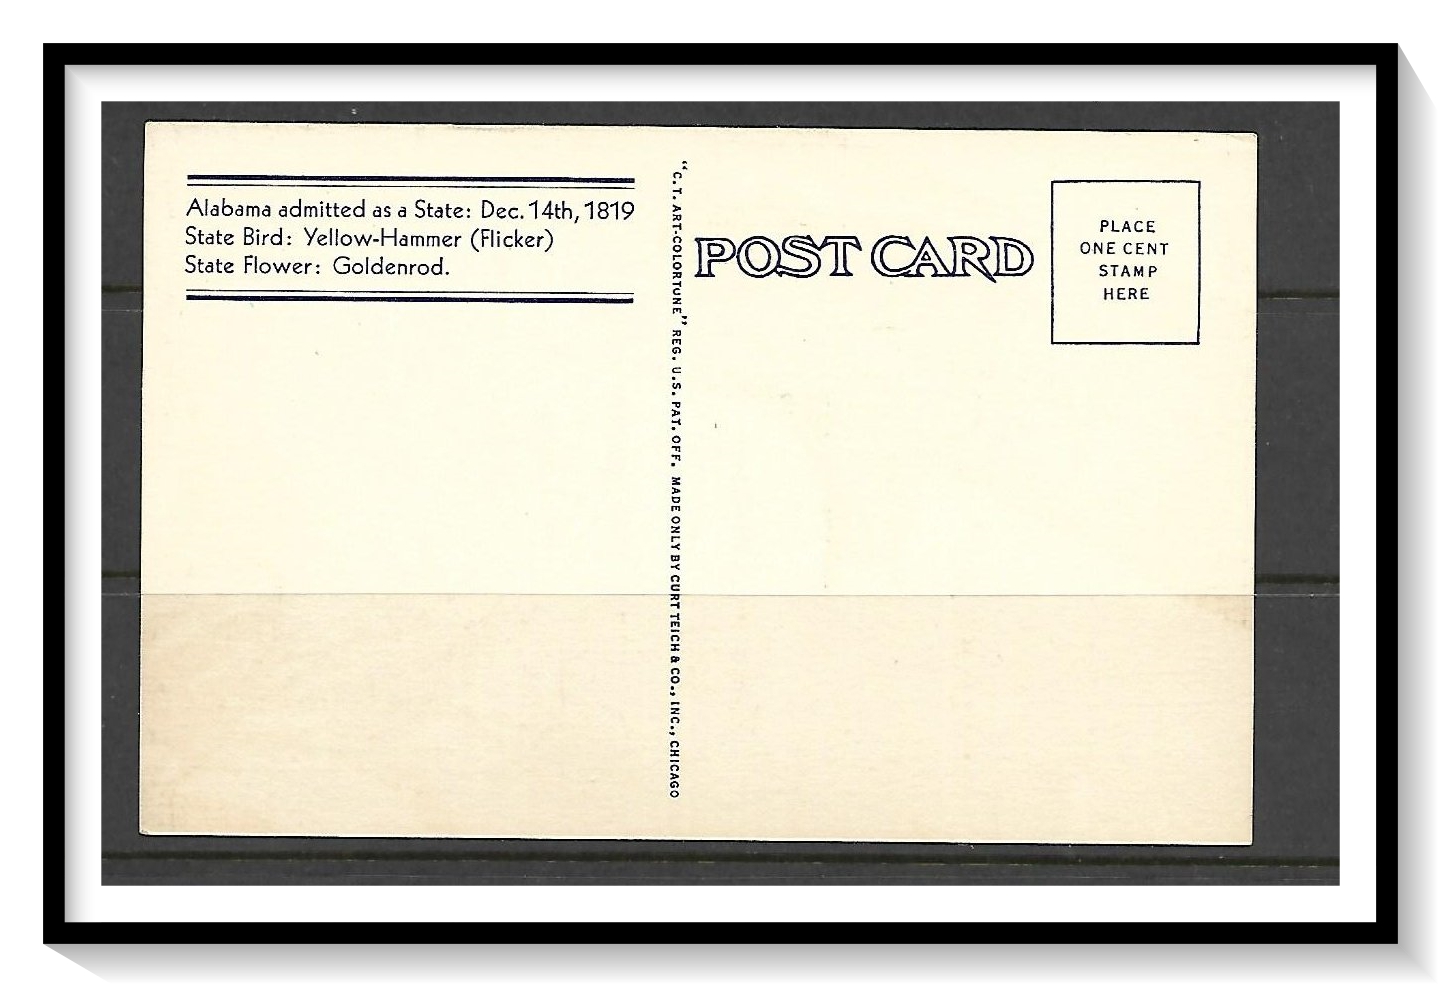 Alabama admitted as a State: Dec. 14th, 1819
State Bird: Yellow-Hammer (Flicker)
State Flower: Goldenrod.
"C.T. ART-COLORTONE" REG. U.S. PAT. OFF. MADE ONLY BY CURT TEICH & CO., INC., CHICAGO
POST CARD
PLACE
ONE CENT
STAMP
HERE